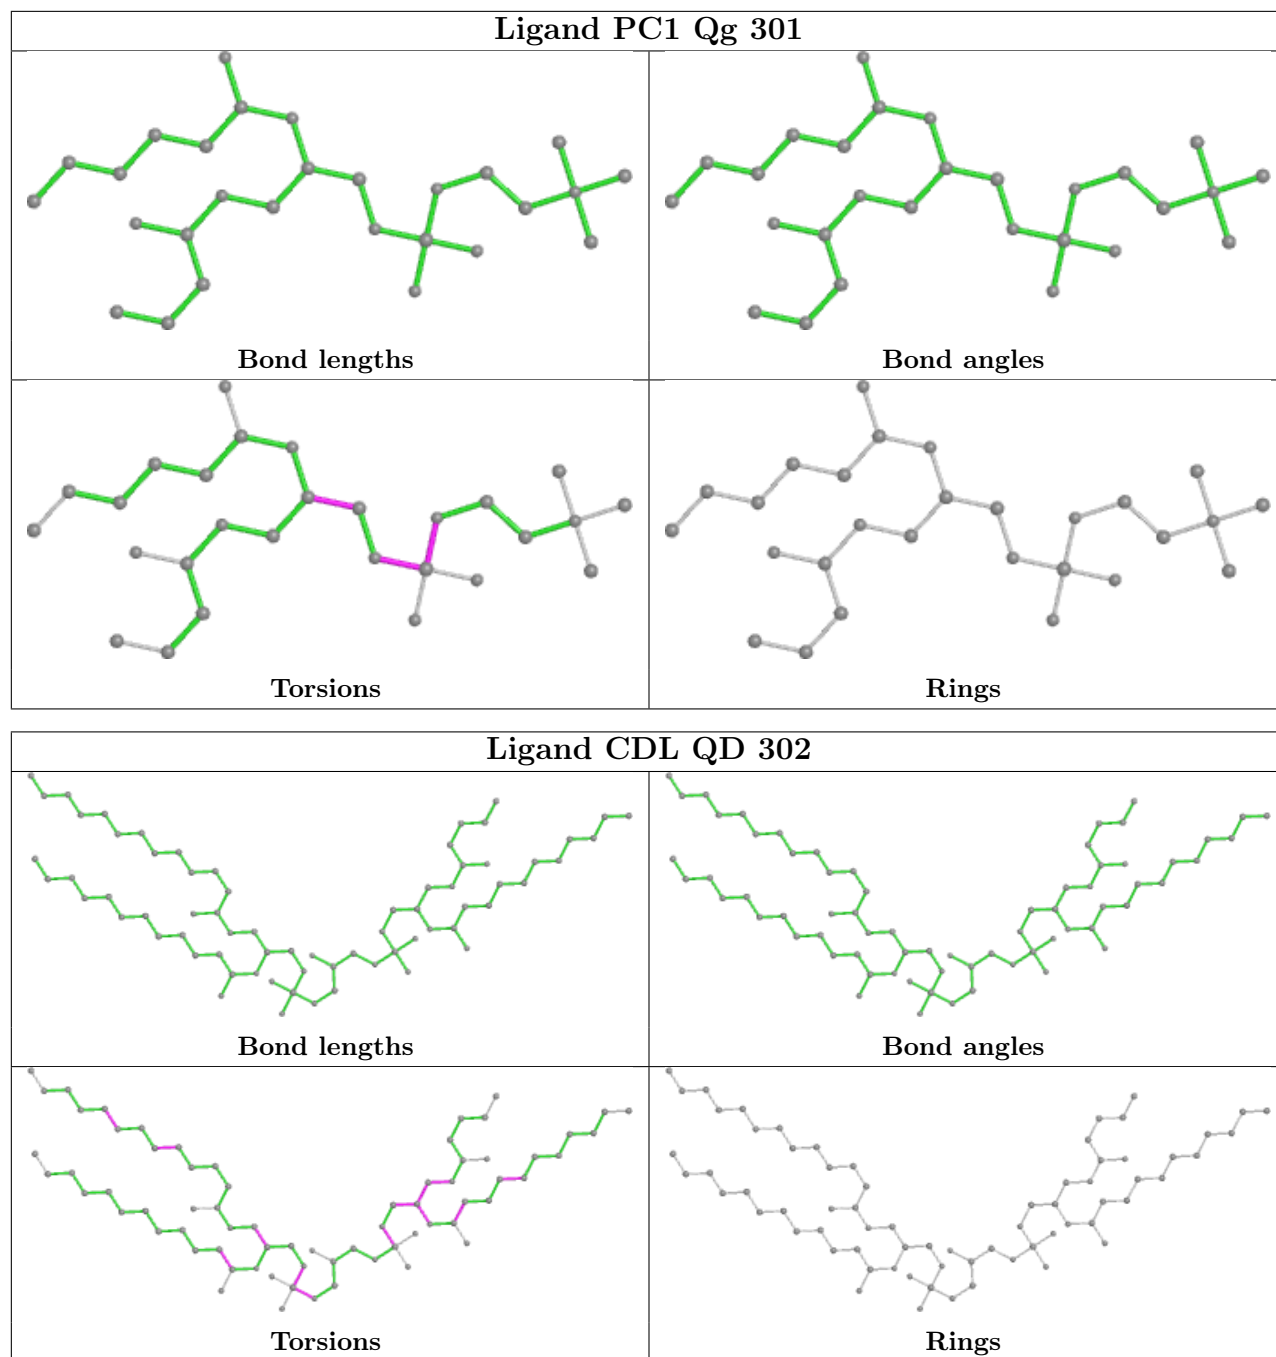 Ligand PC1 Qg 301
Bond lengths
Bond angles
Torsions
Rings
Ligand CDL QD 302
Bond lengths
Bond angles
Torsions
Rings